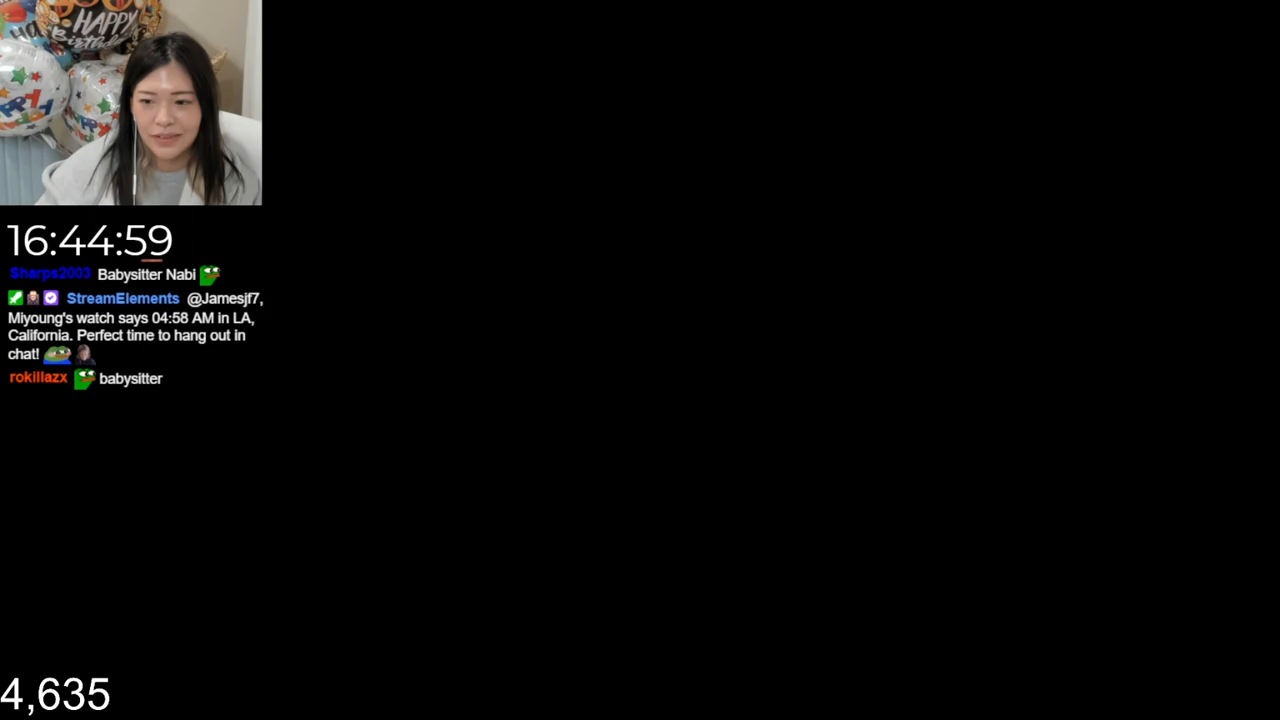 HAPPY
Birthday
16:44:59
Sharps2003 Babysitter Nabi
StreamElements @Jamesjf7,
Miyoung's watch says 04:58 AM in LA,
California. Perfect time to hang out in
chat!
rokillazx babysitter
4,635